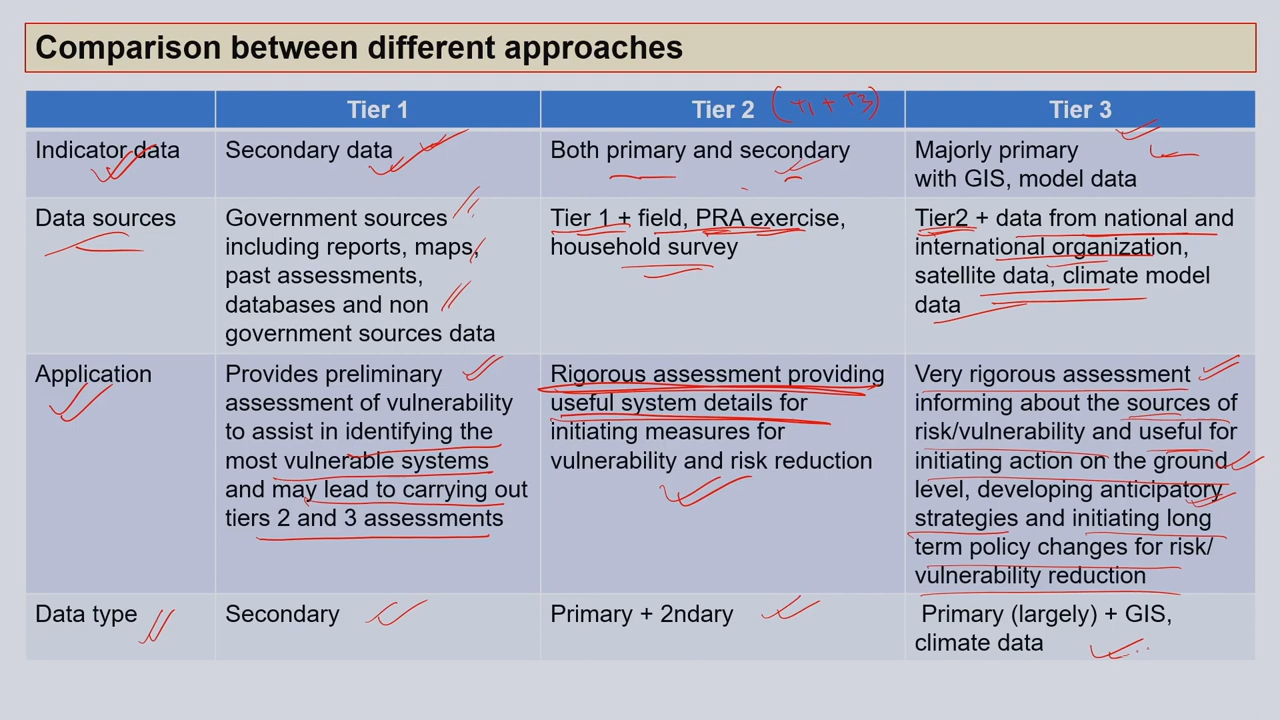 Comparison between different approaches
Tier 1
Tier 2 (T1 + T3)
Tier 3
Indicator data
Secondary data
Both primary and secondary
Majorly primary
with GIS, model data
Data sources
Government sources
including reports, maps,
past assessments,
databases and non
government sources data
Tier 1 + field, PRA exercise,
household survey
Tier2 + data from national and
international organization,
satellite data, climate model
data
Application
Provides preliminary
assessment of vulnerability
to assist in identifying the
most vulnerable systems
and may lead to carrying out
tiers 2 and 3 assessments
Rigorous assessment providing
useful system details for
initiating measures for
vulnerability and risk reduction
Very rigorous assessment
informing about the sources of
risk/vulnerability and useful for
initiating action on the ground
level, developing anticipatory
strategies and initiating long
term policy changes for risk/
vulnerability reduction
Data type
Secondary
Primary + 2ndary
Primary (largely) + GIS,
climate data